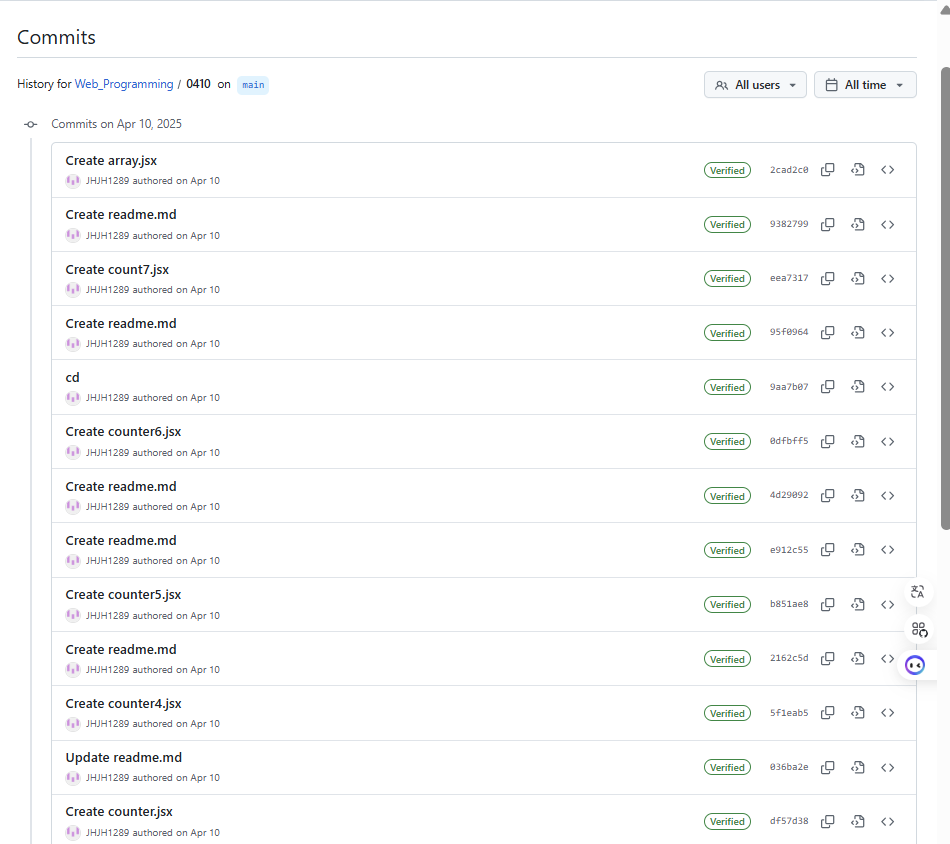 Commits
History for Web_Programming / 0410 on main
All users
All time
Commits on Apr 10, 2025
Create array.jsx
JHJH1289 authored on Apr 10
Verified
2cad2c0
Create readme.md
JHJH1289 authored on Apr 10
Verified
9382799
Create count7.jsx
JHJH1289 authored on Apr 10
Verified
eea7317
Create readme.md
JHJH1289 authored on Apr 10
Verified
95f0964
cd
JHJH1289 authored on Apr 10
Verified
9aa7b07
Create counter6.jsx
JHJH1289 authored on Apr 10
Verified
0dfbff5
Create readme.md
JHJH1289 authored on Apr 10
Verified
4d29092
Create readme.md
JHJH1289 authored on Apr 10
Verified
e912c55
Create counter5.jsx
JHJH1289 authored on Apr 10
Verified
b851ae8
Create readme.md
JHJH1289 authored on Apr 10
Verified
2162c5d
Create counter4.jsx
JHJH1289 authored on Apr 10
Verified
5f1eab5
Update readme.md
JHJH1289 authored on Apr 10
Verified
036ba2e
Create counter.jsx
JHJH1289 authored on Apr 10
Verified
df57d38